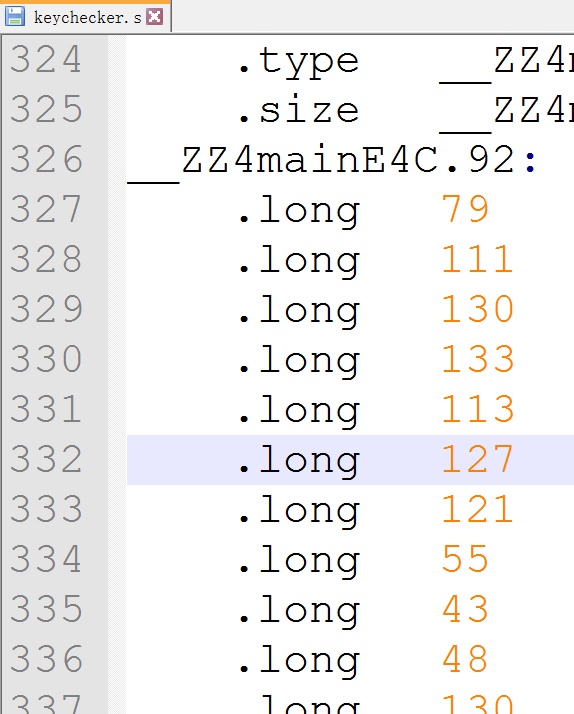 keychecker.s
324 .type __ZZ4
325 .size __ZZ4
326 __ZZ4mainE4C.92:
327 .long 79
328 .long 111
329 .long 130
330 .long 133
331 .long 113
332 .long 127
333 .long 121
334 .long 55
335 .long 43
336 .long 48
337 .long 130